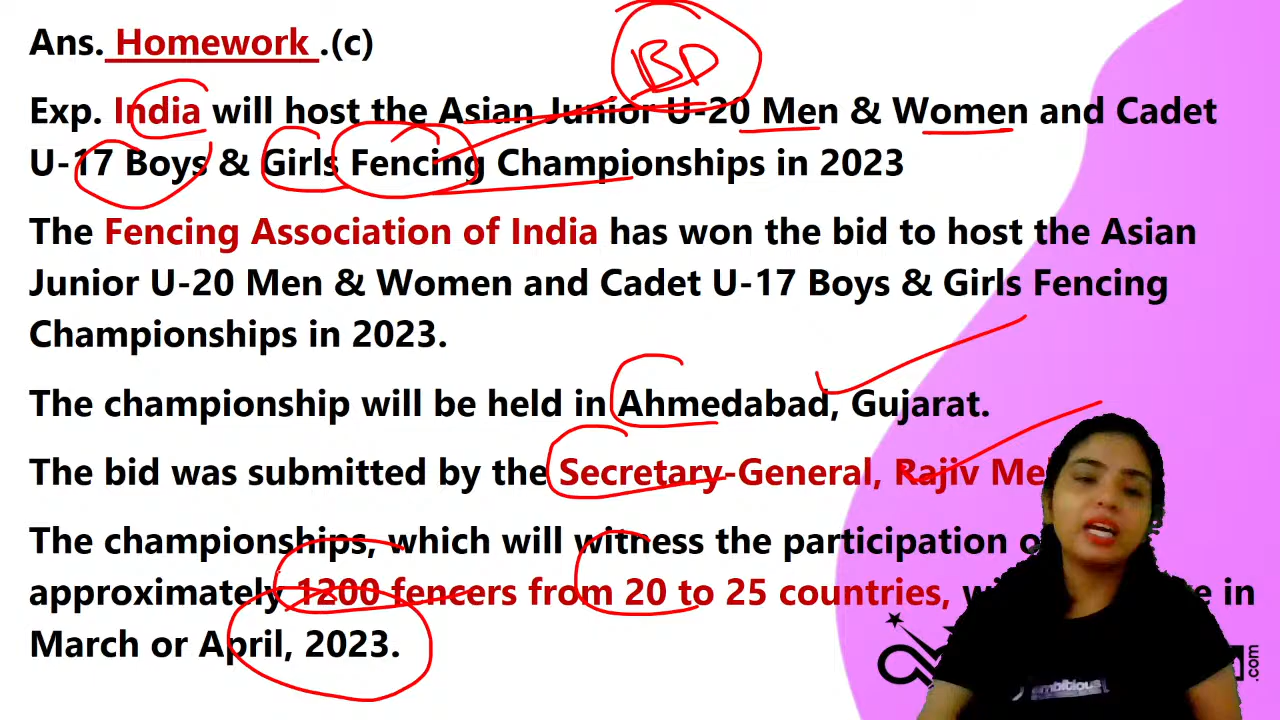 Ans. Homework .(c)
BD
Exp. India will host the Asian Junior U-20 Men & Women and Cadet
U-17 Boys & Girls Fencing Championships in 2023
The Fencing Association of India has won the bid to host the Asian
Junior U-20 Men & Women and Cadet U-17 Boys & Girls Fencing
Championships in 2023.
The championship will be held in Ahmedabad, Gujarat.
The bid was submitted by the Secretary-General, Rajiv
The championships, which will witness the participation
approximately 1200 fencers from 20 to 25 countries, in
March or April, 2023.
.com
ambitious